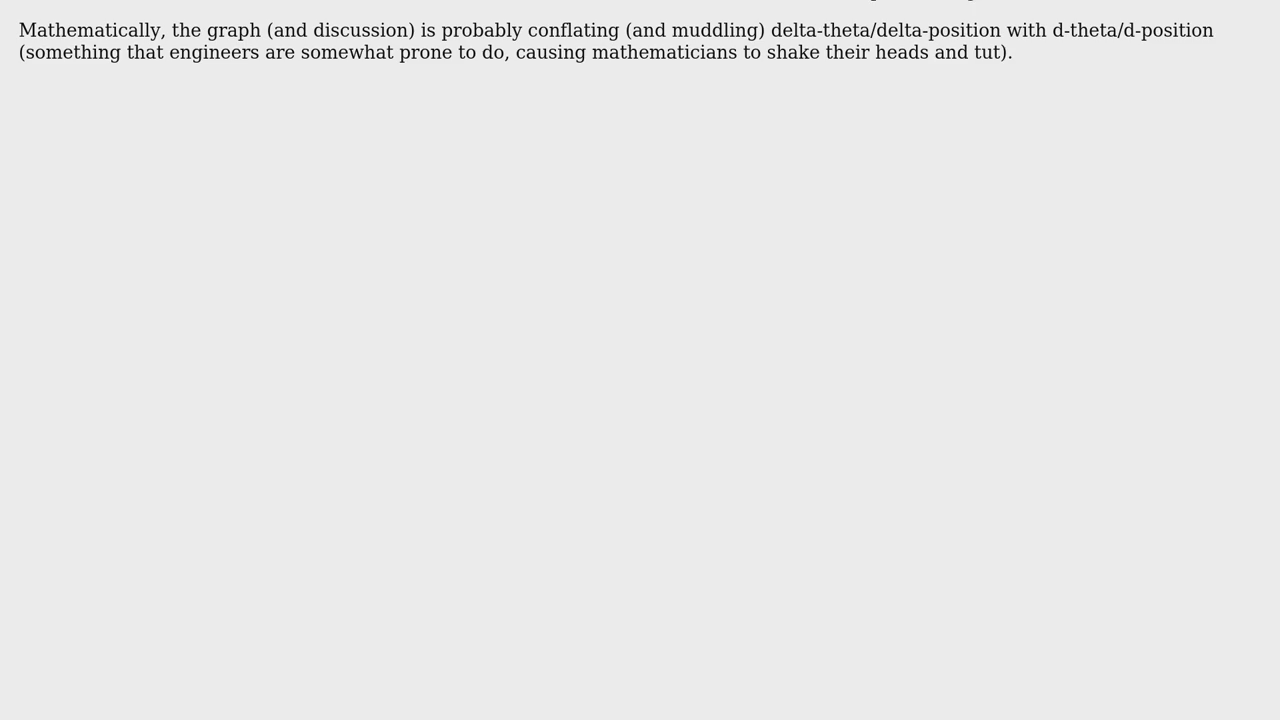 Mathematically, the graph (and discussion) is probably conflating (and muddling) delta-theta/delta-position with d-theta/d-position
(something that engineers are somewhat prone to do, causing mathematicians to shake their heads and tut).